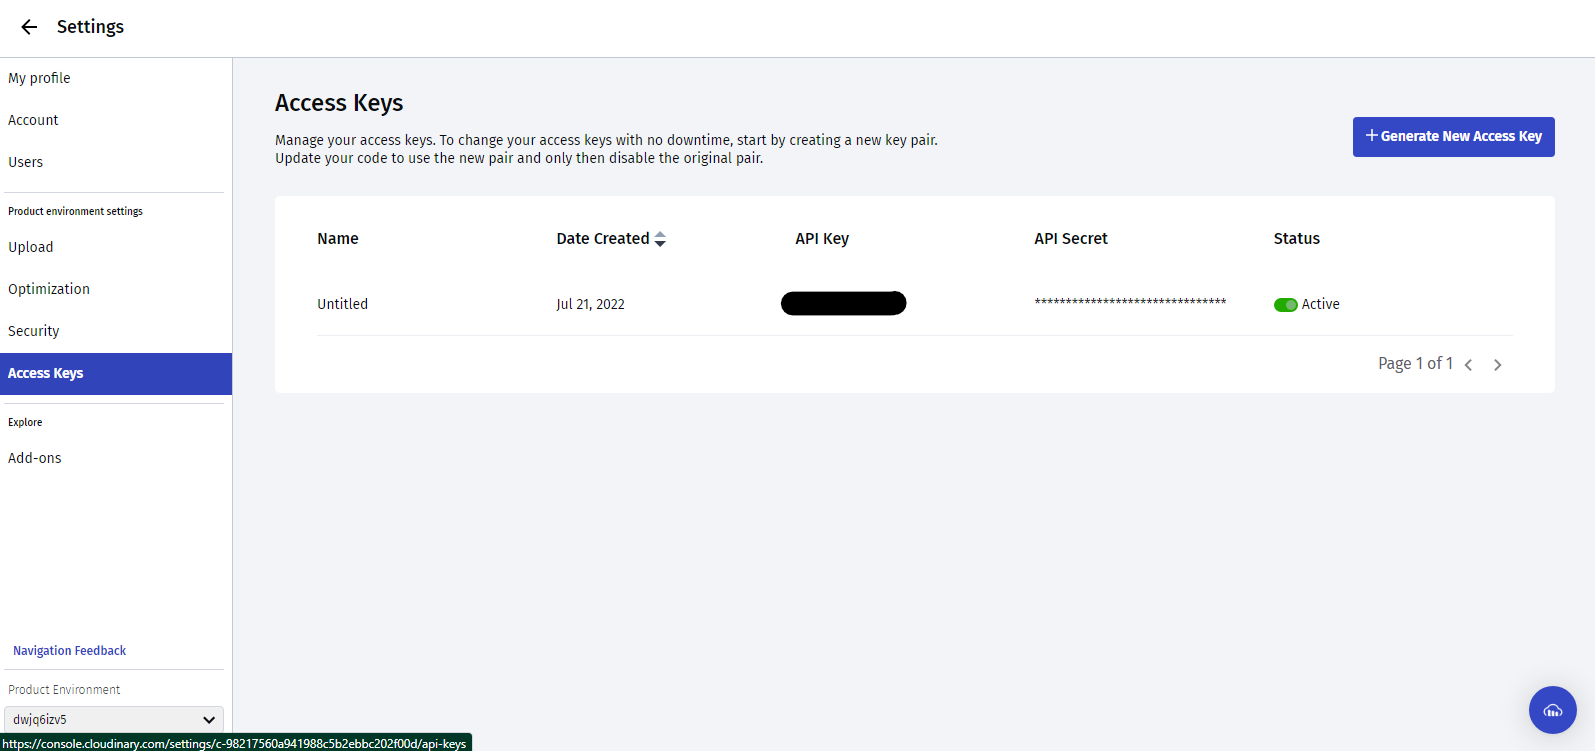 Settings
My profile
Account
Users
Product environment settings
Upload
Optimization
Security
Access Keys
Explore
Add-ons
Navigation Feedback
Product Environment
dwjq6izv5
https://console.cloudinary.com/settings/c-98217560a941988c5b2ebbc202f00d/api-keys
Access Keys
Manage your access keys. To change your access keys with no downtime, start by creating a new key pair.
Update your code to use the new pair and only then disable the original pair.
Generate New Access Key
Name Date Created API Key API Secret Status
Untitled Jul 21, 2022 ******************************* Active
Page 1 of 1